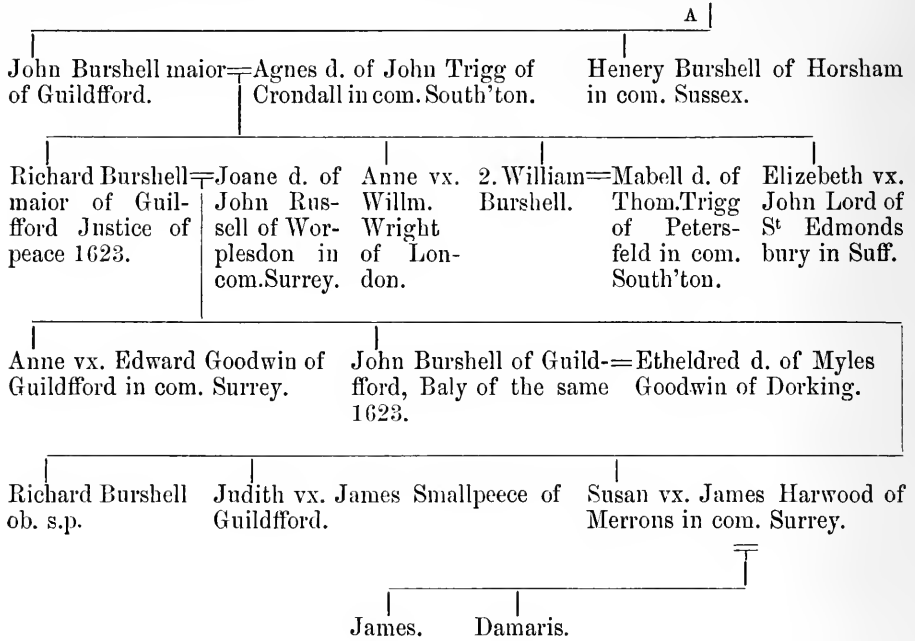 A
John Burshell maior=Agnes d. of John Trigg of Henery Burshell of Horsham
of Guildfford. Crondall in com. South'ton. in com. Sussex.
Richard Burshell=Joane d. of Anne vx. 2. William=Mabell d. of Elizebeth vx.
maior of Guil- John Rus- Willm. Burshell. Thom. Trigg John Lord of
fford Justice of sell of Wor- Wright of Peters- St Edmonds
peace 1623. plesdon in of Lon- feld in com. bury in Suff.
com. Surrey. don. South'ton.
Anne vx. Edward Goodwin of John Burshell of Guild-=Etheldred d. of Myles
Guildfford in com. Surrey. fford, Baly of the same Goodwin of Dorking.
1623.
Richard Burshell Judith vx. James Smallpeece of Susan vx. James Harwood of
ob. s.p. Guildfford. Merrons in com. Surrey.
James. Damaris.